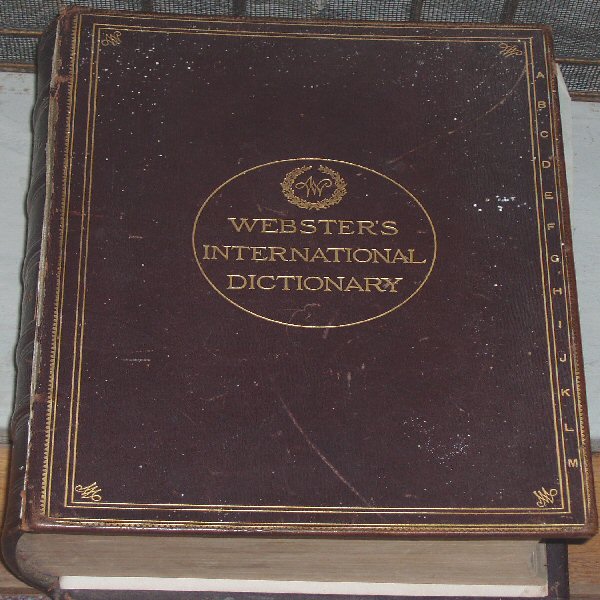 W
WEBSTER'S
INTERNATIONAL
DICTIONARY
A
B
C
D
E
F
G
H
I
J
K
L
M